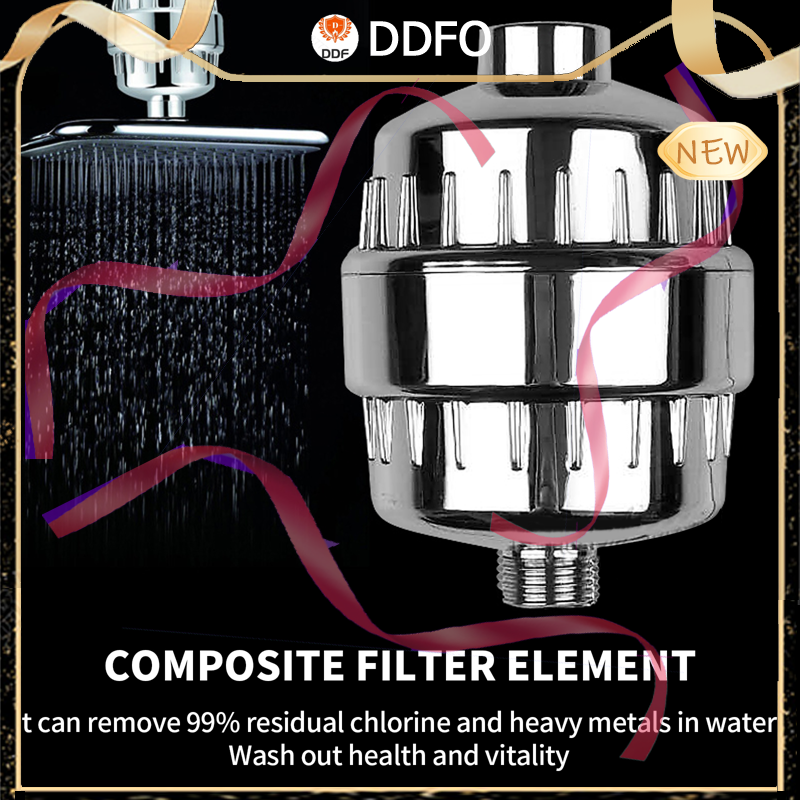 DDF
DDFO
NEW
COMPOSITE FILTER ELEMENT
t can remove 99% residual chlorine and heavy metals in water
Wash out health and vitality